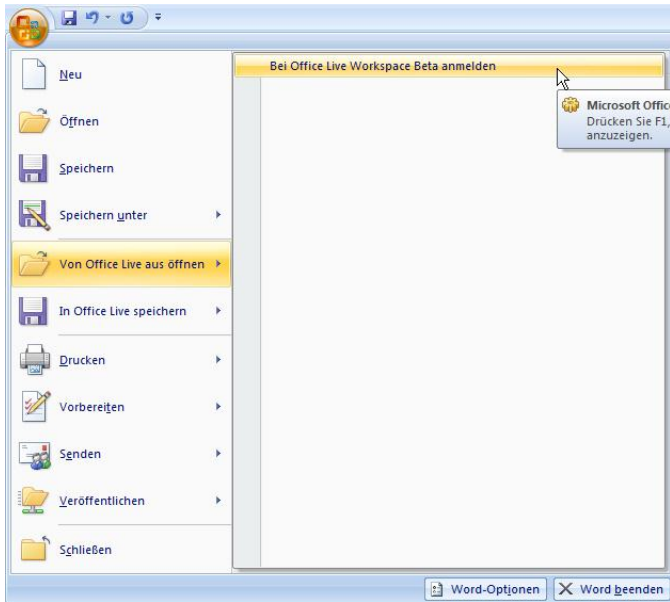 Neu
Öffnen
Speichern
Speichern unter
Von Office Live aus öffnen
In Office Live speichern
Drucken
Vorbereiten
Senden
Veröffentlichen
Schließen
Bei Office Live Workspace Beta anmelden
Microsoft Offic
Drücken Sie F1,
anzuzeigen.
Word-Optionen
Word beenden